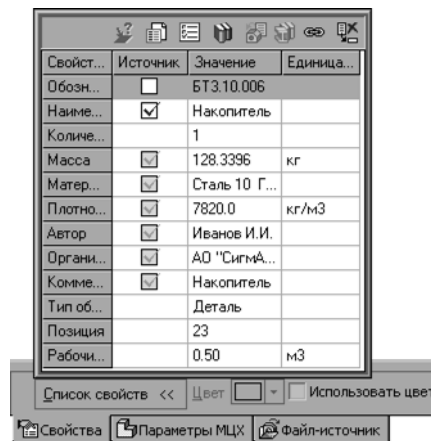 Свойст... Источник Значение Единица...
Обозн... БТ3.10.006
Наиме... Накопитель
Количе... 1
Масса 128.3396 кг
Матер... Сталь 10 Г...
Плотно... 7820.0 кг/м3
Автор Иванов И.И.
Органи... АО "СигмА...
Комме... Накопитель
Тип об... Деталь
Позиция 23
Рабочи... 0.50 м3
Список свойств << Цвет Использовать цвет
Свойства Параметры МЦХ Файл-источник